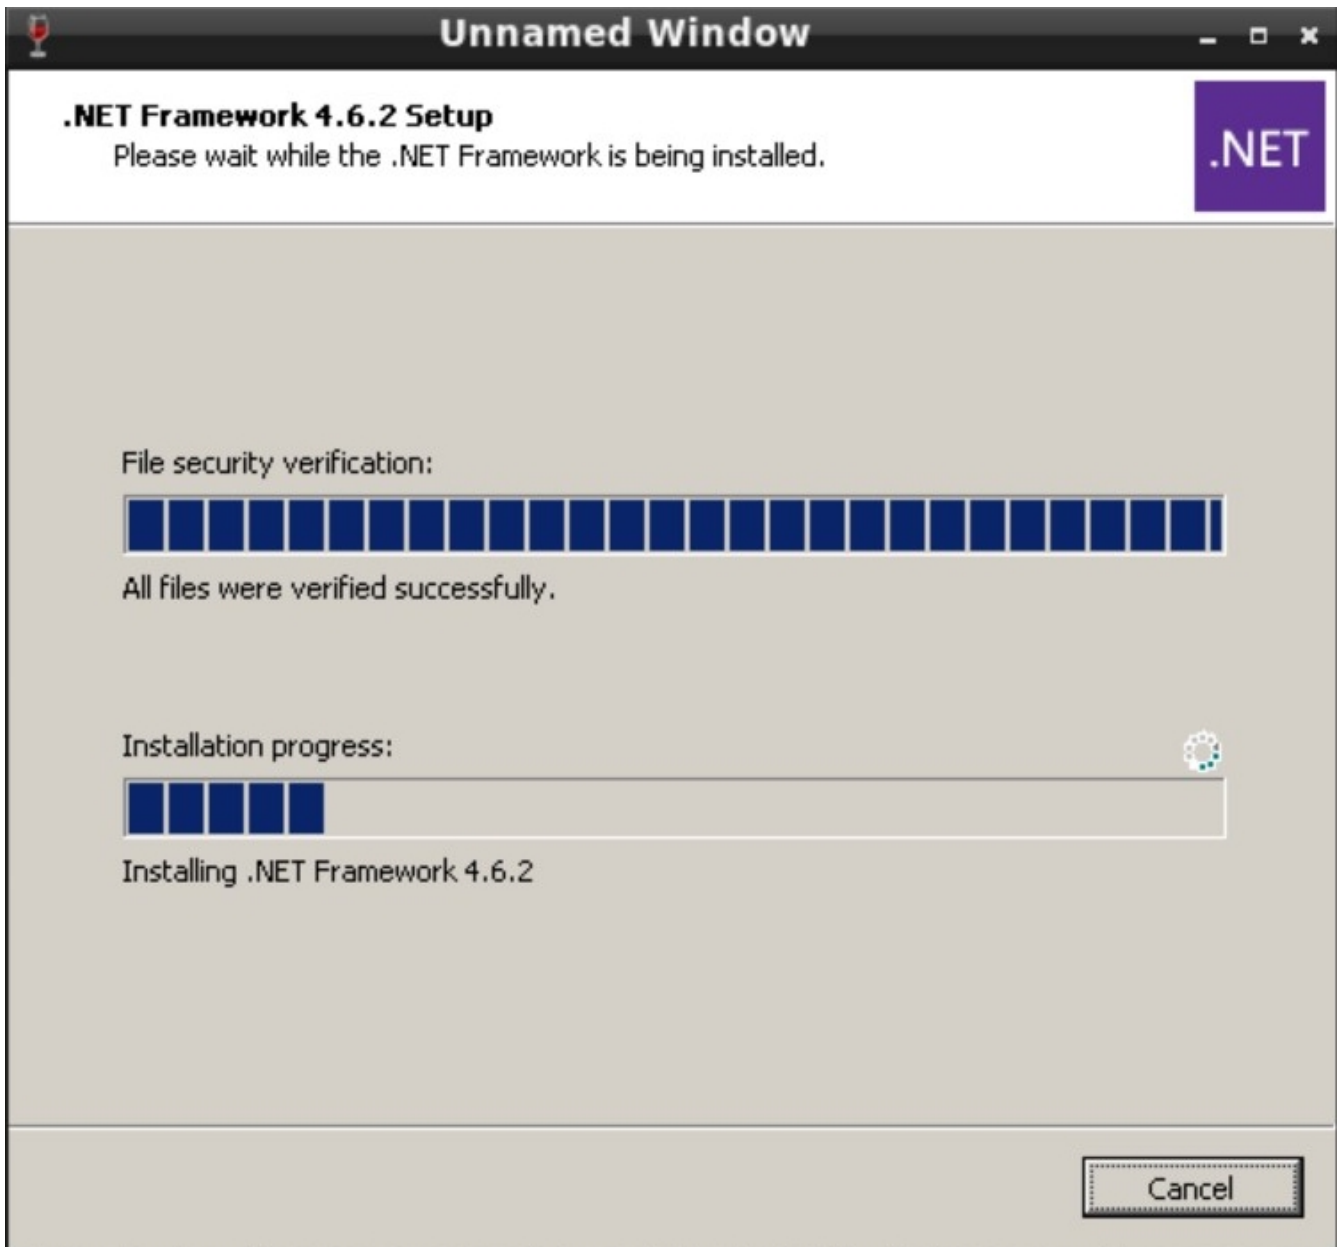 Unnamed Window
.NET Framework 4.6.2 Setup
Please wait while the .NET Framework is being installed.
.NET
File security verification:
All files were verified successfully.
Installation progress:
Installing .NET Framework 4.6.2
Cancel